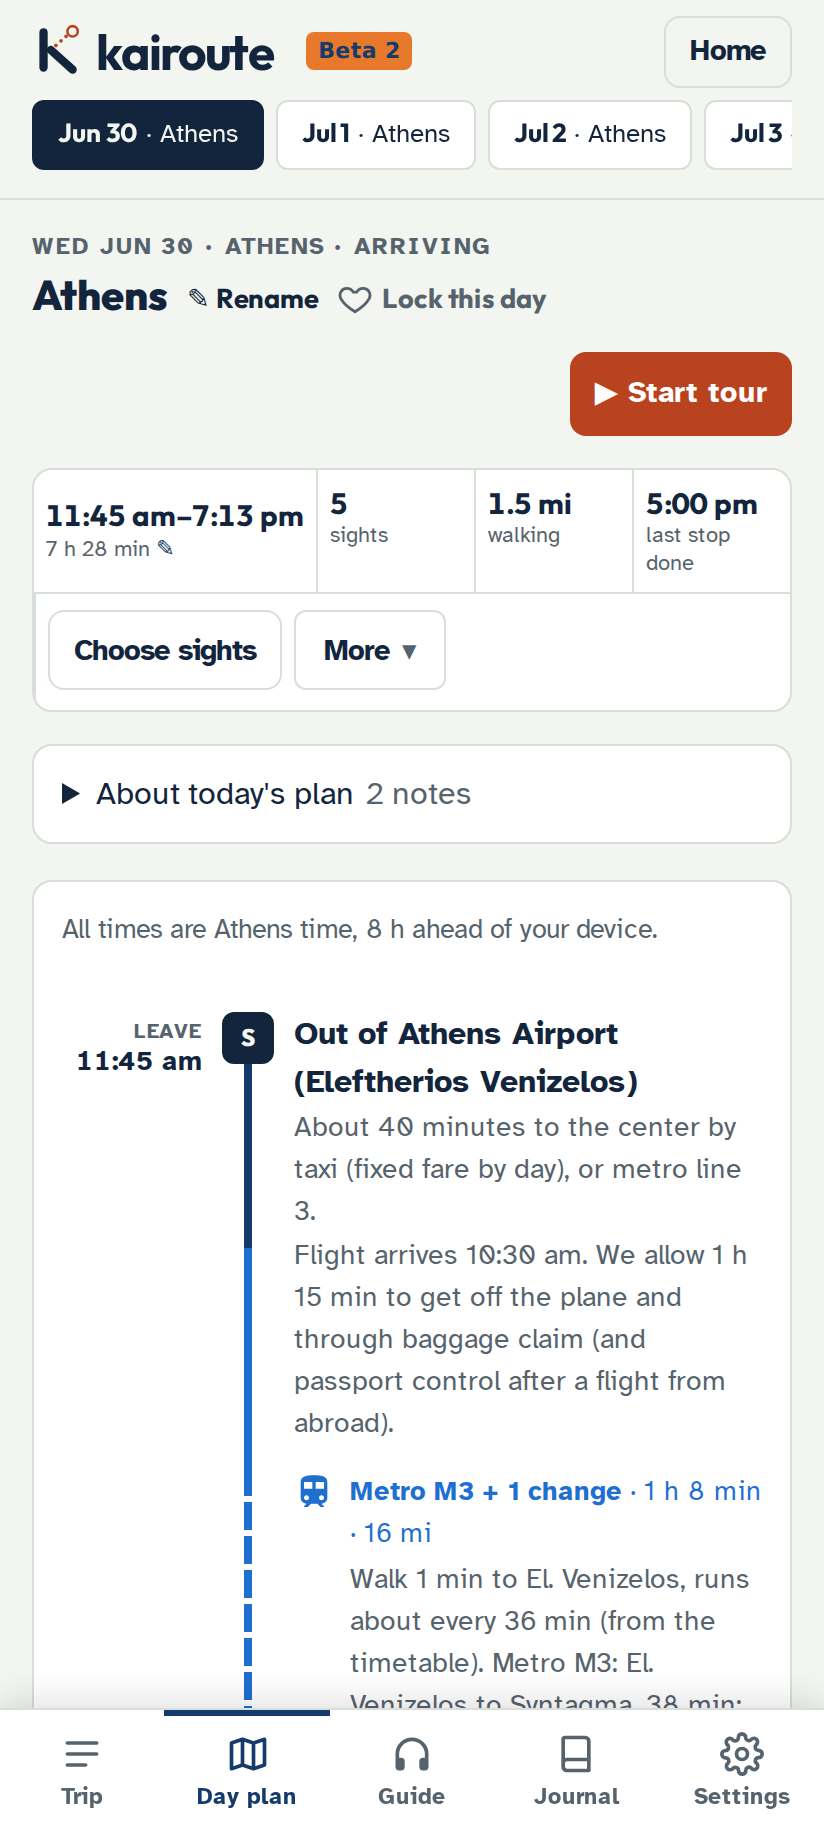 kairoute Beta 2 Home
Jun 30 · Athens Jul 1 · Athens Jul 2 · Athens Jul 3 ·
WED JUN 30 · ATHENS · ARRIVING
Athens ✎ Rename Lock this day
▶ Start tour
11:45 am–7:13 pm
7 h 28 min ✎
5
sights
1.5 mi
walking
5:00 pm
last stop
done
Choose sights More ▼
▶ About today's plan 2 notes
All times are Athens time, 8 h ahead of your device.
LEAVE
11:45 am
S
Out of Athens Airport
(Eleftherios Venizelos)
About 40 minutes to the center by
taxi (fixed fare by day), or metro line
3.
Flight arrives 10:30 am. We allow 1 h
15 min to get off the plane and
through baggage claim (and
passport control after a flight from
abroad).
Metro M3 + 1 change · 1 h 8 min
· 16 mi
Walk 1 min to El. Venizelos, runs
about every 36 min (from the
timetable). Metro M3: El.
Venizelos to Syntagma, 38 min;
Trip Day plan Guide Journal Settings